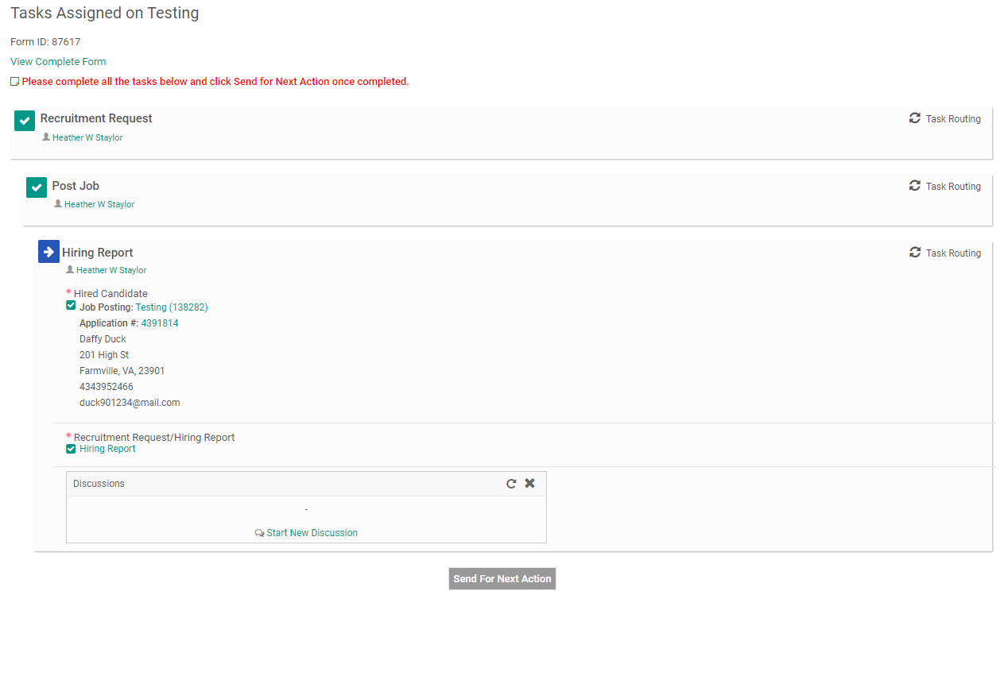 Tasks Assigned on Testing
Form ID: 87617
View Complete Form
Please complete all the tasks below and click Send for Next Action once completed.
Recruitment Request
Task Routing
Heather W Staylor
Post Job
Task Routing
Heather W Staylor
Hiring Report
Task Routing
Heather W Staylor
* Hired Candidate
Job Posting: Testing (138282)
Application #: 4391814
Daffy Duck
201 High St
Farmville, VA, 23901
4343952466
duck901234@mail.com
* Recruitment Request/Hiring Report
Hiring Report
Discussions
-
Start New Discussion
Send For Next Action